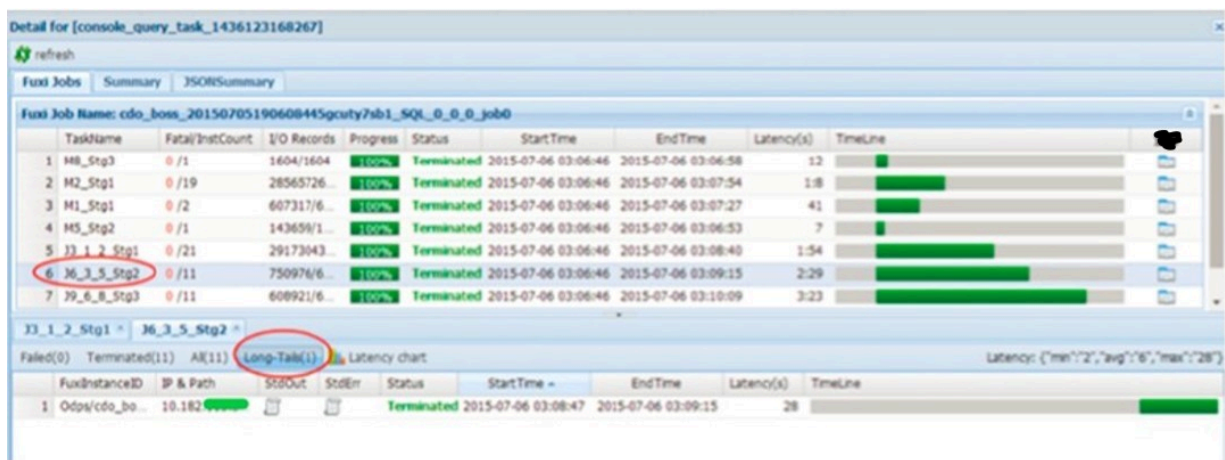 Detail for [console_query_task_1436123168267]
refresh
Fuxi Jobs Summary JSONSummary
Fuxi Job Name: cdo_boss_20150705190608445gcuty7sb1_SQL_0_0_0_job0
TaskName Fatal/InstCount I/O Records Progress Status StartTime EndTime Latency(s) TimeLine
1 M8_Stg3 0 /1 1604/1604 100% Terminated 2015-07-06 03:06:46 2015-07-06 03:06:58 12
2 M2_Stg1 0 /19 28565726... 100% Terminated 2015-07-06 03:06:46 2015-07-06 03:07:54 1:8
3 M1_Stg1 0 /2 607317/6... 100% Terminated 2015-07-06 03:06:46 2015-07-06 03:07:27 41
4 M5_Stg2 0 /1 143659/1... 100% Terminated 2015-07-06 03:06:46 2015-07-06 03:06:53 7
5 J3_1_2_Stg1 0 /21 29173043... 100% Terminated 2015-07-06 03:06:46 2015-07-06 03:08:40 1:54
6 J6_3_5_Stg2 0 /11 750976/6... 100% Terminated 2015-07-06 03:06:46 2015-07-06 03:09:15 2:29
7 J9_6_8_Stg3 0 /11 608921/6... 100% Terminated 2015-07-06 03:06:46 2015-07-06 03:10:09 3:23
J3_1_2_Stg1 J6_3_5_Stg2
Failed(0) Terminated(11) All(11) Long-Tails(1) Latency chart Latency: {"min":"2","avg":"6","max":"28"}
FuxiInstanceID IP & Path StdOut StdErr Status StartTime EndTime Latency(s) TimeLine
1 Odps/cdo_bo... 10.182. Terminated 2015-07-06 03:08:47 2015-07-06 03:09:15 28